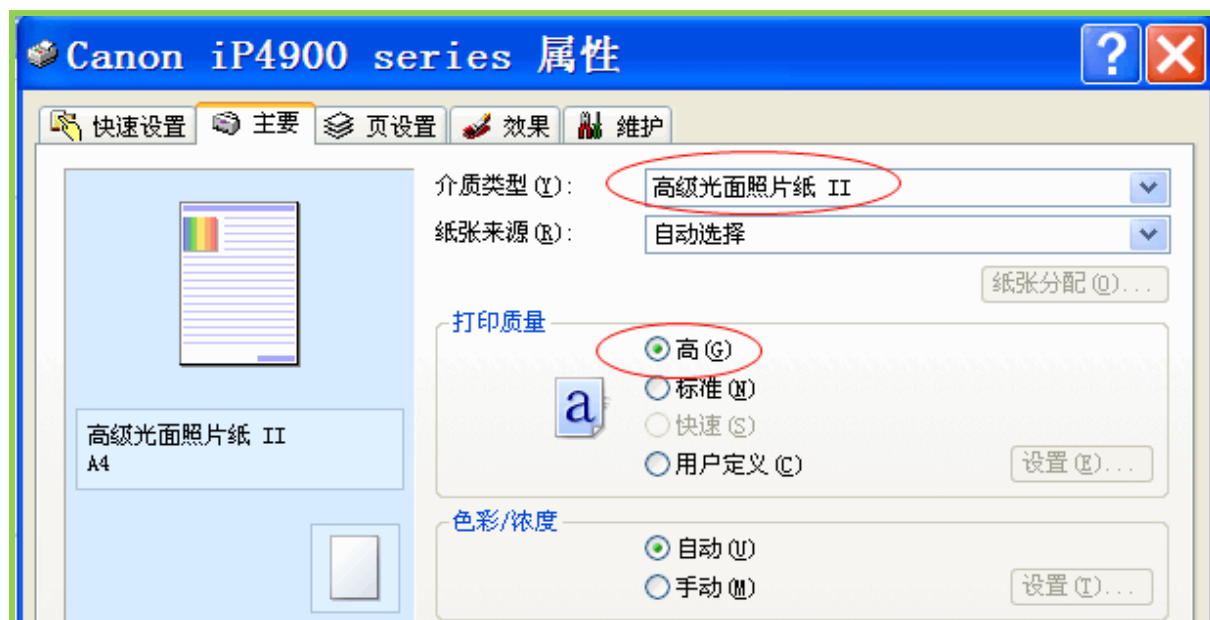 Canon iP4900 series 属性
快速设置 主要 页设置 效果 维护
介质类型(Y): 高级光面照片纸 II
纸张来源(R): 自动选择
纸张分配(O)...
打印质量
高(G)
标准(N)
快速(S)
用户定义(C) 设置(E)...
a
高级光面照片纸 II
A4
色彩/浓度
自动(U)
手动(M) 设置(T)...